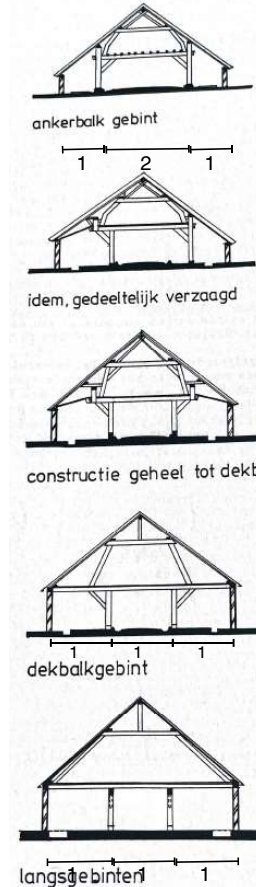 ankerbalk gebint
1 2 1
idem, gedeeltelijk verzaagd
constructie geheel tot dekb
1 1 1
dekbalkgebint
1 1 1
langsgebinten